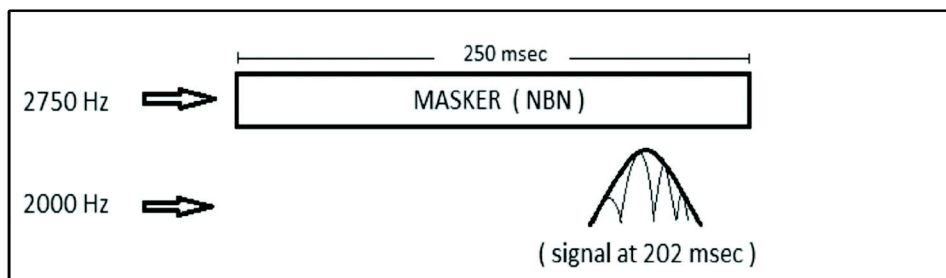 250 msec
2750 Hz
MASKER ( NBN )
2000 Hz
( signal at 202 msec )